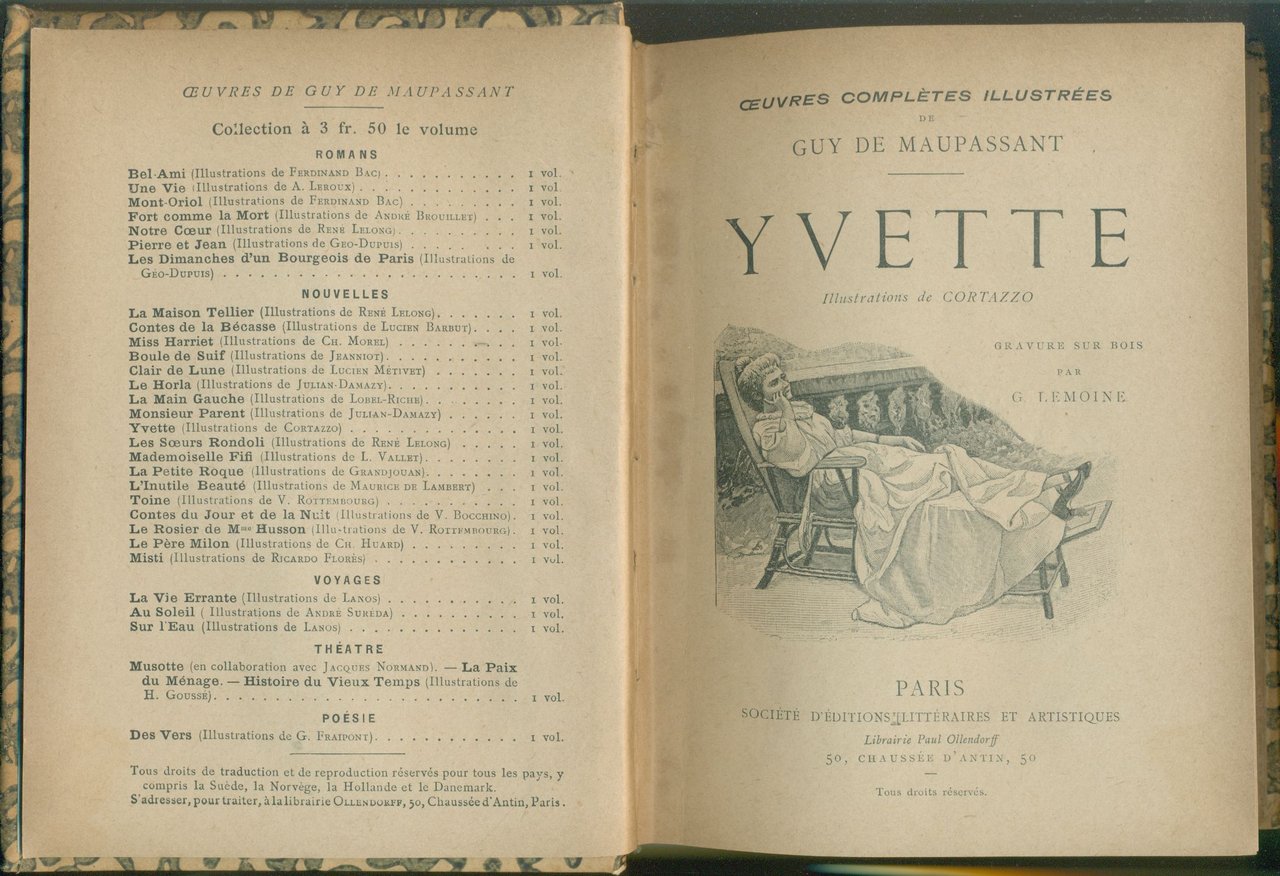 ŒUVRES DE GUY DE MAUPASSANT
Collection à 3 fr. 50 le volume
ROMANS
Bel-Ami (Illustrations de FERDINAND BAC) . . . . . . . . . . . 1 vol.
Une Vie (Illustrations de A. LEROUX) . . . . . . . . . . . . 1 vol.
Mont-Oriol (Illustrations de FERDINAND BAC) . . . . . . . . . 1 vol.
Fort comme la Mort (Illustrations de ANDRÉ BROUILLET) . . . 1 vol.
Notre Cœur (Illustrations de RENÉ LELONG) . . . . . . . . . . 1 vol.
Pierre et Jean (Illustrations de GEO-DUPUIS) . . . . . . . . 1 vol.
Les Dimanches d'un Bourgeois de Paris (Illustrations de
GÉO-DUPUIS) . . . . . . . . . . . . . . . . . . . . . . . 1 vol.
NOUVELLES
La Maison Tellier (Illustrations de RENÉ LELONG) . . . . . . . 1 vol.
Contes de la Bécasse (Illustrations de LUCIEN BARBUT) . . . . 1 vol.
Miss Harriet (Illustrations de CH. MOREL) . . . . . . . . . . 1 vol.
Boule de Suif (Illustrations de JEANNIOT) . . . . . . . . . . . 1 vol.
Clair de Lune (Illustrations de LUCIEN MÉTIVET) . . . . . . . 1 vol.
Le Horla (Illustrations de JULIAN-DAMAZY) . . . . . . . . . . 1 vol.
La Main Gauche (Illustrations de LOBEL-RICHE) . . . . . . . . 1 vol.
Monsieur Parent (Illustrations de JULIAN-DAMAZY) . . . . . . 1 vol.
Yvette (Illustrations de CORTAZZO) . . . . . . . . . . . . . 1 vol.
Les Sœurs Rondoli (Illustrations de RENÉ LELONG) . . . . . 1 vol.
Mademoiselle Fifi (Illustrations de L. VALLET) . . . . . . . . 1 vol.
La Petite Roque (Illustrations de GRANDJOUAN) . . . . . . . . 1 vol.
L'Inutile Beauté (Illustrations de MAURICE DE LAMBERT) . . . 1 vol.
Toine (Illustrations de V. ROTTEMBOURG) . . . . . . . . . . . 1 vol.
Contes du Jour et de la Nuit (Illustrations de V. BOCCHINO). 1 vol.
Le Rosier de Mme Husson (Illustrations de V. ROTTEMBOURG). 1 vol.
Le Père Milon (Illustrations de CH. HUARD) . . . . . . . . . 1 vol.
Misti (Illustrations de RICARDO FLORÈS) . . . . . . . . . . . . 1 vol.
VOYAGES
La Vie Errante (Illustrations de LANOS) . . . . . . . . . . . 1 vol.
Au Soleil ( Illustrations de ANDRÉ SURÉDA) . . . . . . . . . . 1 vol.
Sur l'Eau (Illustrations de LANOS) . . . . . . . . . . . . . . 1 vol.
THÉATRE
Musotte (en collaboration avec JACQUES NORMAND). — La Paix
du Ménage. — Histoire du Vieux Temps (Illustrations de
H. GOUSSÉ). . . . . . . . . . . . . . . . . . . . . . . . 1 vol.
POÉSIE
Des Vers (Illustrations de G. FRAIPONT). . . . . . . . . . . . 1 vol.
Tous droits de traduction et de reproduction réservés pour tous les pays, y
compris la Suède, la Norvège, la Hollande et le Danemark.
S'adresser, pour traiter, à la librairie OLLENDORFF, 50, Chaussée d'Antin, Paris.
ŒUVRES COMPLÈTES ILLUSTRÉES
DE
GUY DE MAUPASSANT
YVETTE
Illustrations de CORTAZZO
GRAVURE SUR BOIS
PAR
G. LEMOINE
PARIS
SOCIÉTÉ D'ÉDITIONS LITTÉRAIRES ET ARTISTIQUES
Librairie Paul Ollendorff
50, CHAUSSÉE D'ANTIN, 50
Tous droits réservés.